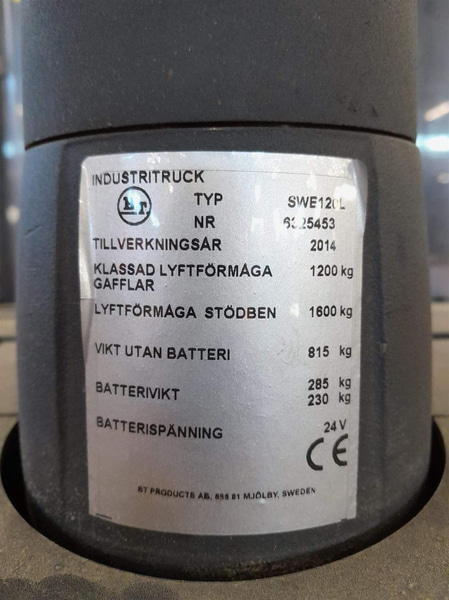 INDUSTRITRUCK
BT TYP SWE120L
NR 6325453
TILLVERKNINGSÅR 2014
KLASSAD LYFTFÖRMÅGA 1200 kg
GAFFLAR
LYFTFÖRMÅGA STÖDBEN 1600 kg
VIKT UTAN BATTERI 815 kg
BATTERIVIKT 285 kg
230 kg
BATTERISPÄNNING 24 V
CE
BT PRODUCTS AB, 595 81 MJÖLBY, SWEDEN